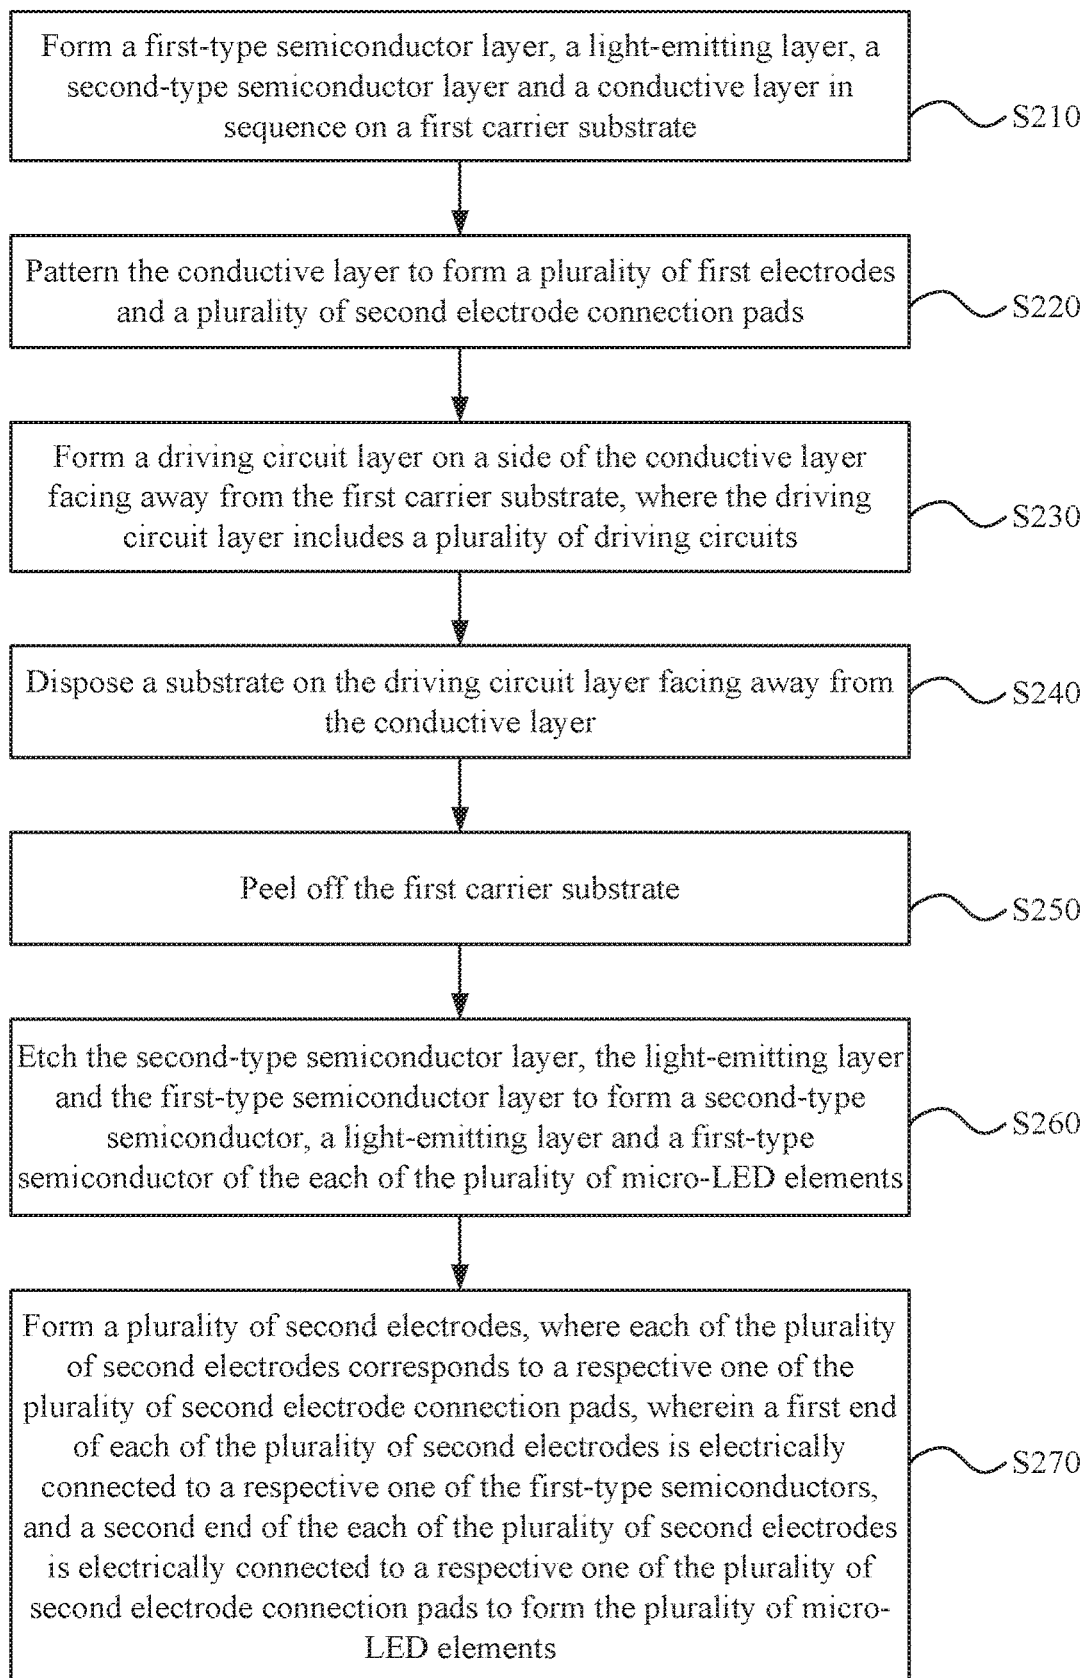 Form a first-type semiconductor layer, a light-emitting layer, a
second-type semiconductor layer and a conductive layer in
sequence on a first carrier substrate
S210
Pattern the conductive layer to form a plurality of first electrodes
and a plurality of second electrode connection pads
S220
Form a driving circuit layer on a side of the conductive layer
facing away from the first carrier substrate, where the driving
circuit layer includes a plurality of driving circuits
S230
Dispose a substrate on the driving circuit layer facing away from
the conductive layer
S240
Peel off the first carrier substrate
S250
Etch the second-type semiconductor layer, the light-emitting layer
and the first-type semiconductor layer to form a second-type
semiconductor, a light-emitting layer and a first-type
semiconductor of the each of the plurality of micro-LED elements
S260
Form a plurality of second electrodes, where each of the plurality
of second electrodes corresponds to a respective one of the
plurality of second electrode connection pads, wherein a first end
of each of the plurality of second electrodes is electrically
connected to a respective one of the first-type semiconductors,
and a second end of the each of the plurality of second electrodes
is electrically connected to a respective one of the plurality of
second electrode connection pads to form the plurality of micro-
LED elements
S270